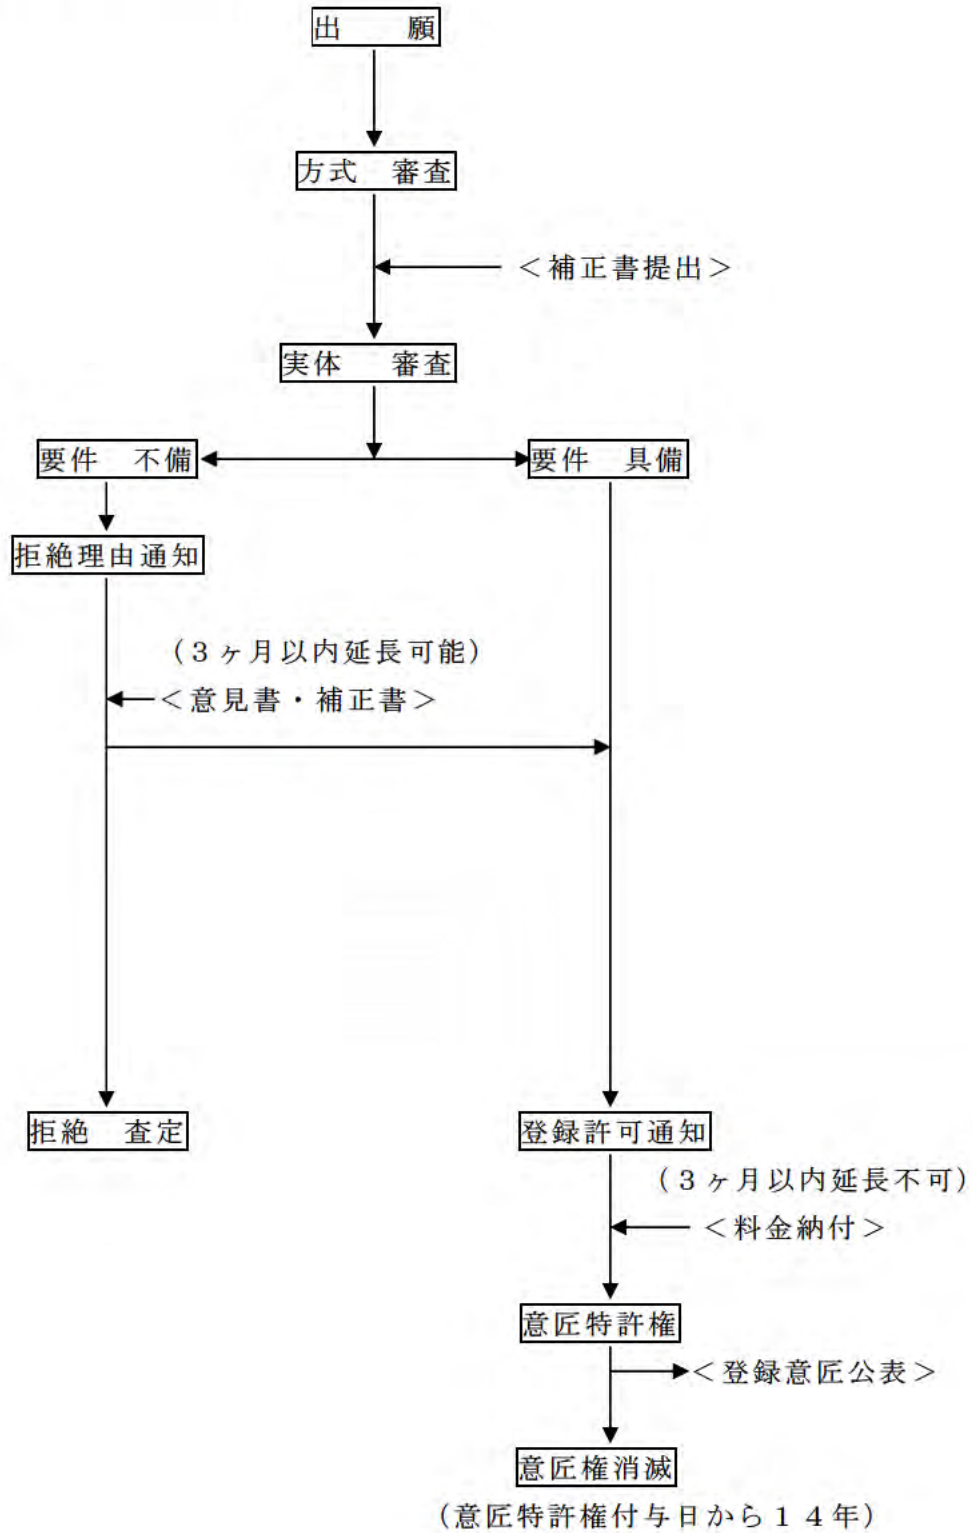 出　　願
方式　審査
＜補正書提出＞
実体　審査
要件　不備
要件　具備
拒絶理由通知
（３ヶ月以内延長可能）
＜意見書・補正書＞
拒絶　査定
登録許可通知
（３ヶ月以内延長不可）
＜料金納付＞
意匠特許権
＜登録意匠公表＞
意匠権消滅
（意匠特許権付与日から１４年）